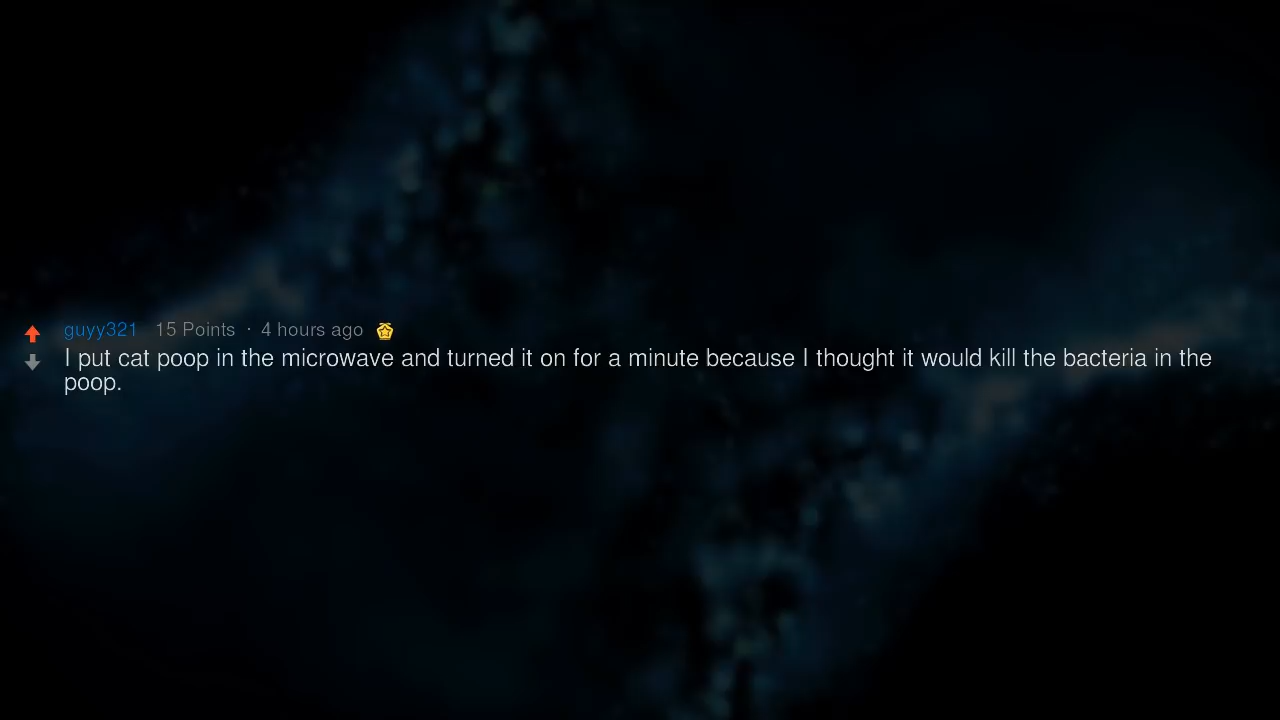 guyy321 15 Points · 4 hours ago
I put cat poop in the microwave and turned it on for a minute because I thought it would kill the bacteria in the
poop.